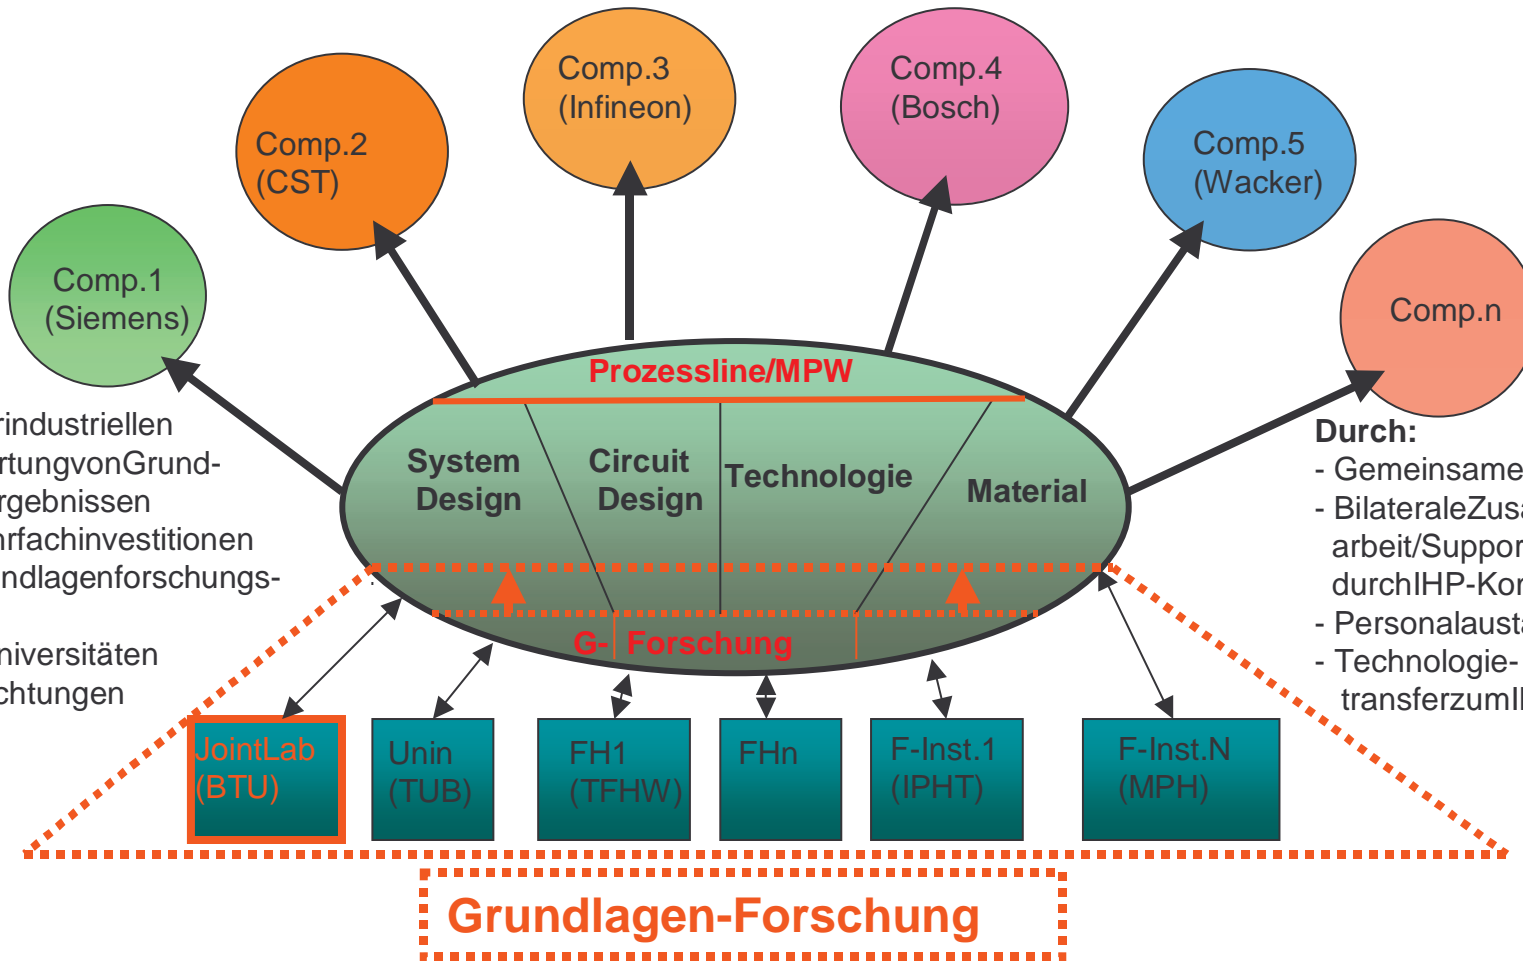 Comp.3
(Infineon)
Comp.4
(Bosch)
Comp.2
(CST)
Comp.5
(Wacker)
Comp.1
(Siemens)
Comp.n
Prozessline/MPW
System
Design
Circuit
Design
Technologie
Material
G- Forschung
rindustriellen
rtungvonGrund-
rgebnissen
hrfachinvestitionen
ndlagenforschungs-
niversitäten
chtungen
Durch:
- Gemeinsame
- BilateraleZusa
arbeit/Suppor
durchIHP-Kor
- Personalausta
- Technologie-
transferzumI
JointLab
(BTU)
Unin
(TUB)
FH1
(TFHW)
FHn
F-Inst.1
(IPHT)
F-Inst.N
(MPH)
Grundlagen-Forschung